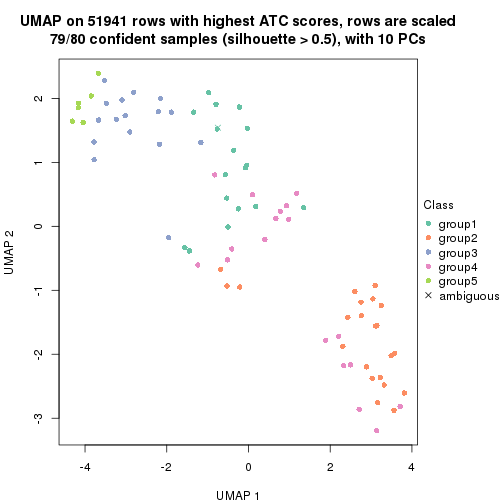 UMAP on 51941 rows with highest ATC scores, rows are scaled
79/80 confident samples (silhouette > 0.5), with 10 PCs
2
1
0
-1
-2
-3
UMAP 2
-4
-2
0
2
4
UMAP 1
Class
group1
group2
group3
group4
group5
ambiguous